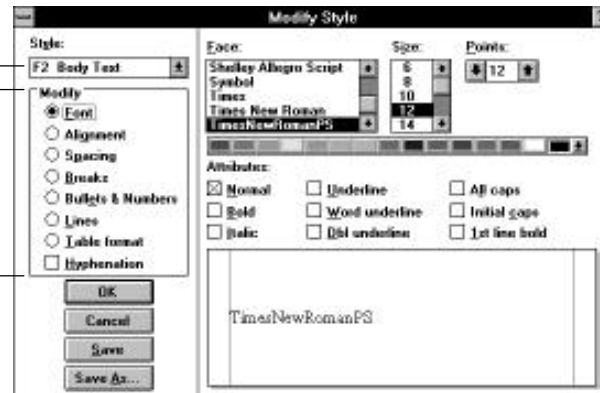 Modify Style
Style:
F2 Body Text
Modify
Font
Alignment
Spacing
Breaks
Bullets & Numbers
Lines
Table format
Hyphenation
OK
Cancel
Save
Save As...
Face:
Shelley Allegro Script
Symbol
Times
Times New Roman
TimesNewRomanPS
Size:
6
8
10
12
14
Points:
12
Attributes:
Normal
Underline
All caps
Bold
Word underline
Initial caps
Italic
Dbl underline
1st line bold
TimesNewRomanPS